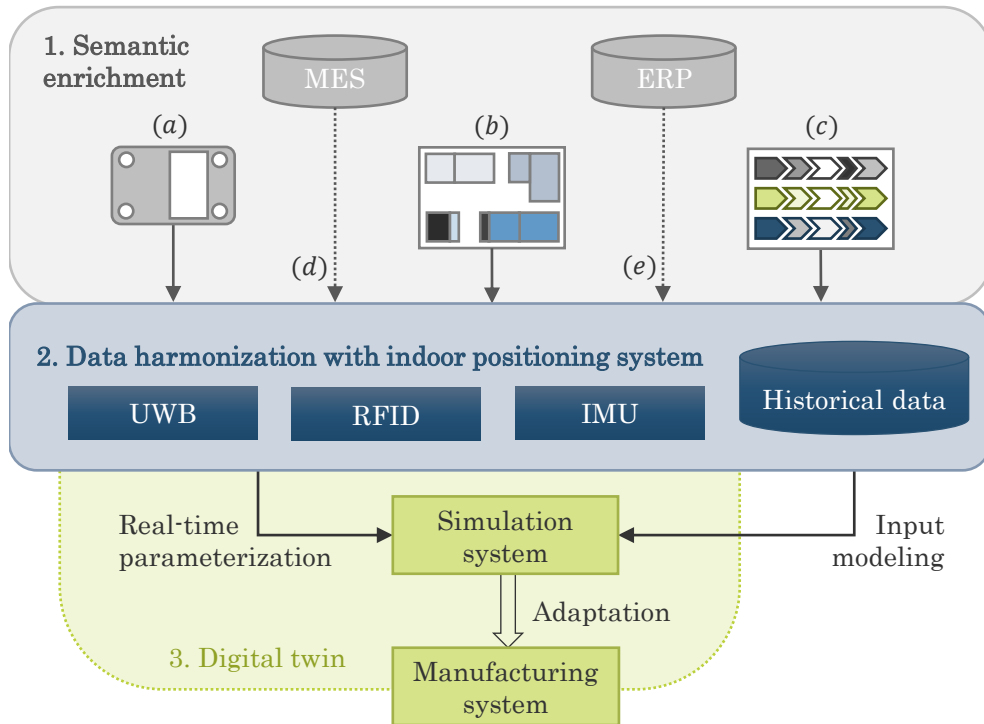 1. Semantic
enrichment
MES
ERP
(a)
(b)
(c)
(d)
(e)
2. Data harmonization with indoor positioning system
UWB
RFID
IMU
Historical data
Real-time
parameterization
Simulation
system
Input
modeling
Adaptation
3. Digital twin
Manufacturing
system